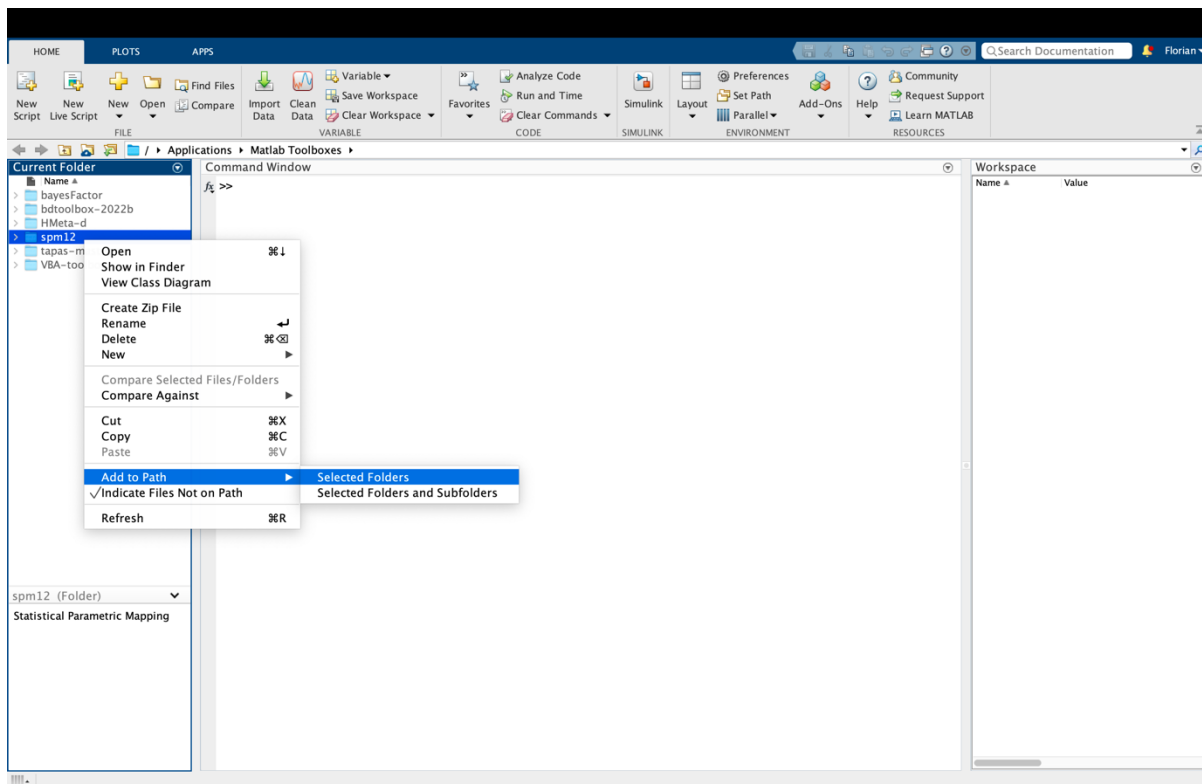 HOME PLOTS APPS
Search Documentation Florian
New Script New Live Script New Open Find Files Compare Import Data Clean Data Variable Save Workspace Clear Workspace Favorites Analyze Code Run and Time Clear Commands Simulink Layout Preferences Set Path Parallel Add-Ons Help Community Request Support Learn MATLAB
FILE VARIABLE CODE SIMULINK ENVIRONMENT RESOURCES
/ Applications Matlab Toolboxes
Current Folder
Name
bayesFactor
bdtoolbox-2022b
HMeta-d
spm12
tapas-m
VBA-too
Open ⌘↓
Show in Finder
View Class Diagram
Create Zip File
Rename
Delete ⌘⌫
New
Compare Selected Files/Folders
Compare Against
Cut ⌘X
Copy ⌘C
Paste ⌘V
Add to Path
Indicate Files Not on Path
Refresh ⌘R
Selected Folders
Selected Folders and Subfolders
spm12 (Folder)
Statistical Parametric Mapping
Command Window
fx >>
Workspace
Name Value